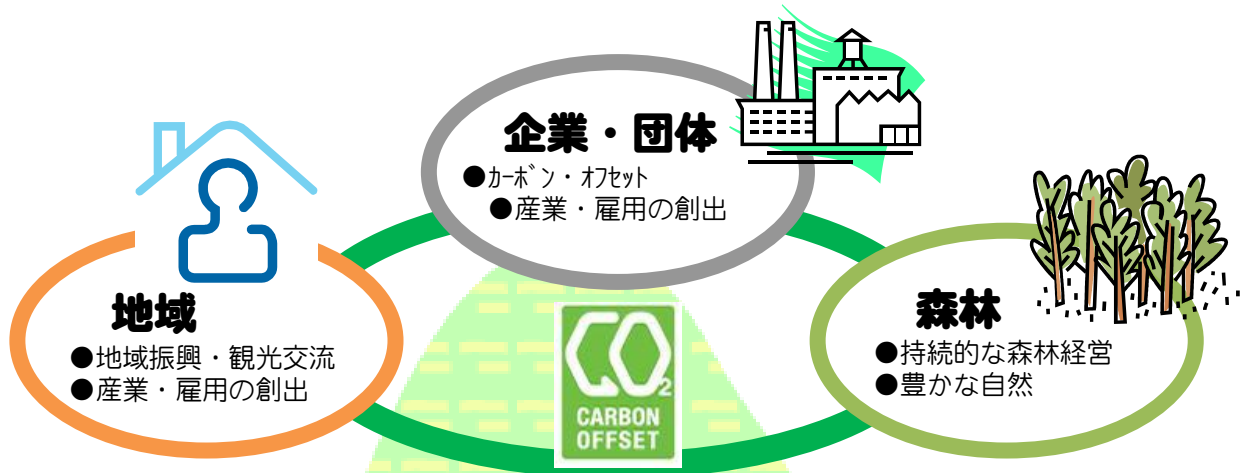 企業・団体
●ｶｰﾎﾞﾝ・ｵﾌｾｯﾄ
●産業・雇用の創出
地域
●地域振興・観光交流
●産業・雇用の創出
森林
●持続的な森林経営
●豊かな自然
CO2
CARBON
OFFSET